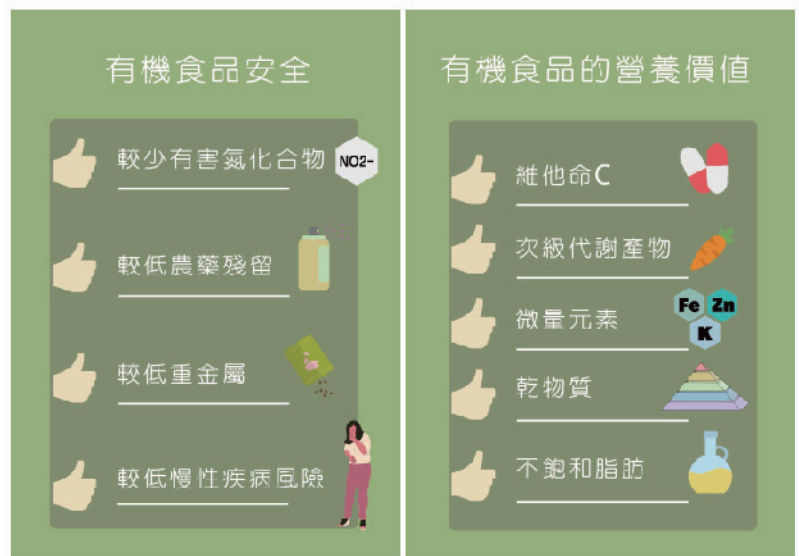 有機食品安全
較少有害氮化合物 NO2-
較低農藥殘留
較低重金屬
較低慢性疾病風險
有機食品的營養價值
維他命C
次級代謝產物
微量元素
Fe Zn
K
乾物質
不飽和脂肪